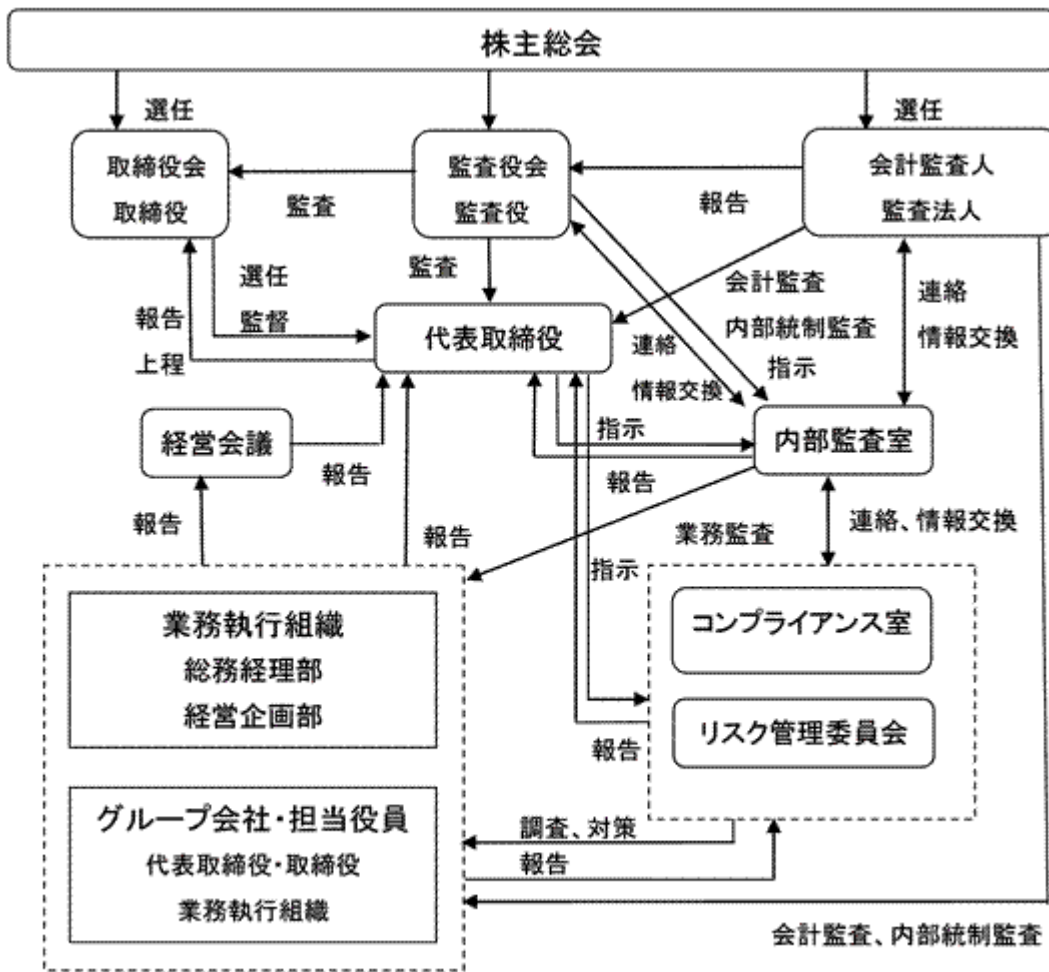 株主総会
選任
選任
取締役会
取締役
監査役会
監査役
会計監査人
監査法人
監査
報告
選任
監督
報告
上程
監査
会計監査
内部統制監査
連絡
情報交換
代表取締役
連絡
情報交換
指示
経営会議
報告
指示
報告
内部監査室
報告
報告
業務監査
連絡、情報交換
指示
業務執行組織
総務経理部
経営企画部
コンプライアンス室
リスク管理委員会
報告
グループ会社・担当役員
代表取締役・取締役
業務執行組織
調査、対策
報告
会計監査、内部統制監査